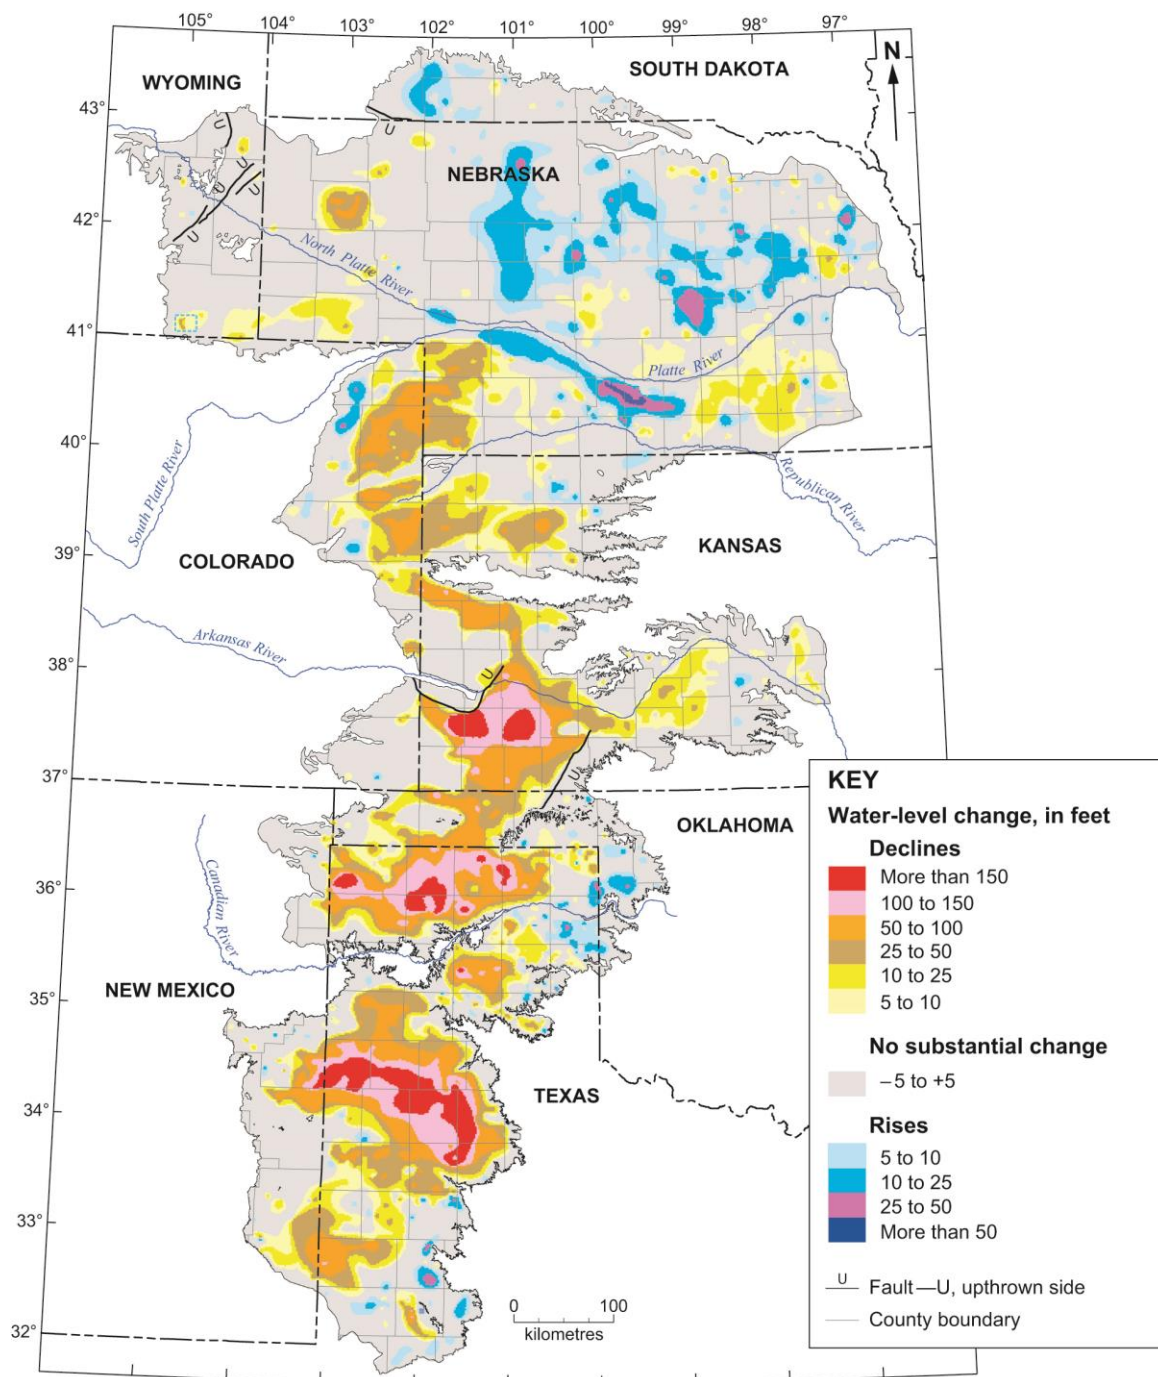 105° 104° 103° 102° 101° 100° 99° 98° 97°
N
WYOMING
SOUTH DAKOTA
43°
U
U
NEBRASKA
U
U
U
42°
U
North Platte River
41°
Platte River
40°
South Platte River
Republican River
39°
COLORADO
KANSAS
Arkansas River
38°
U
37°
U
OKLAHOMA
Canadian River
36°
NEW MEXICO
35°
TEXAS
34°
33°
32°
0 100
kilometres
KEY
Water-level change, in feet
Declines
More than 150
100 to 150
50 to 100
25 to 50
10 to 25
5 to 10
No substantial change
–5 to +5
Rises
5 to 10
10 to 25
25 to 50
More than 50
U Fault—U, upthrown side
County boundary